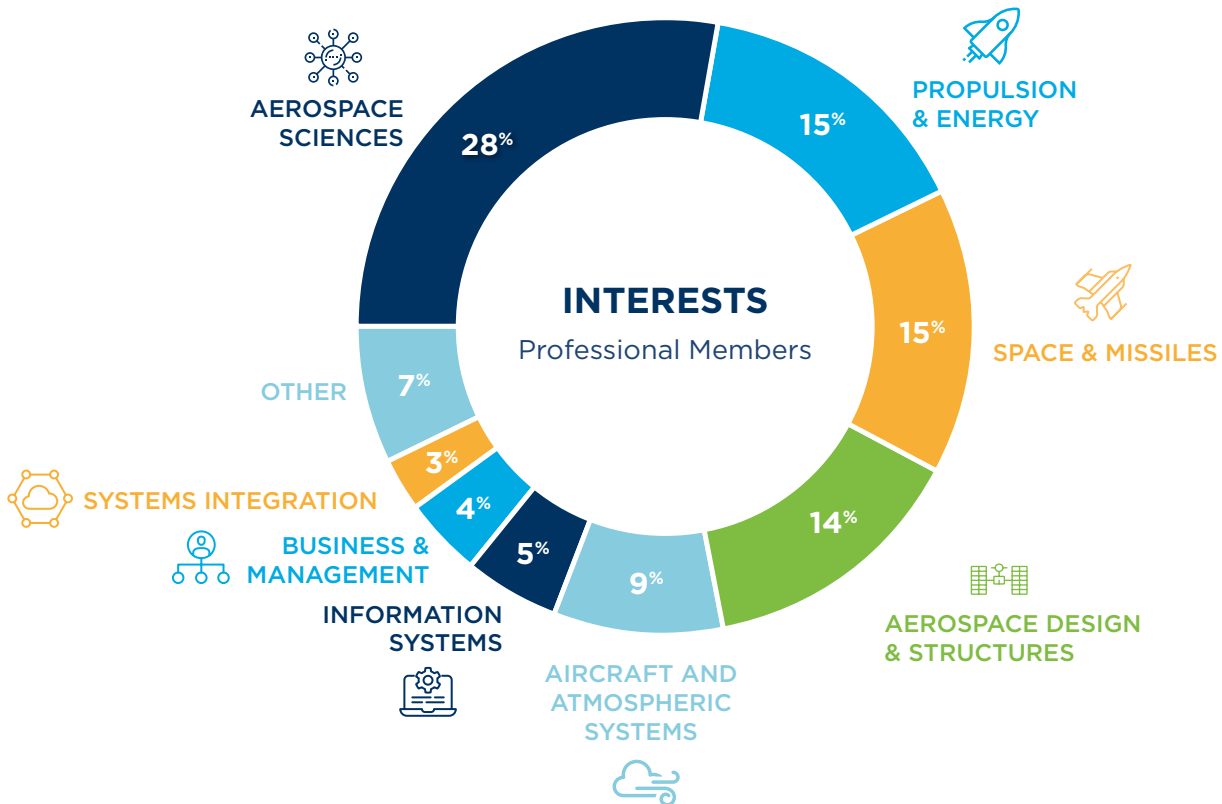 INTERESTS
Professional Members
AEROSPACE
SCIENCES
28%
PROPULSION
& ENERGY
15%
SPACE & MISSILES
15%
AEROSPACE DESIGN
& STRUCTURES
14%
AIRCRAFT AND
ATMOSPHERIC
SYSTEMS
9%
INFORMATION
SYSTEMS
5%
BUSINESS &
MANAGEMENT
4%
SYSTEMS INTEGRATION
3%
OTHER
7%